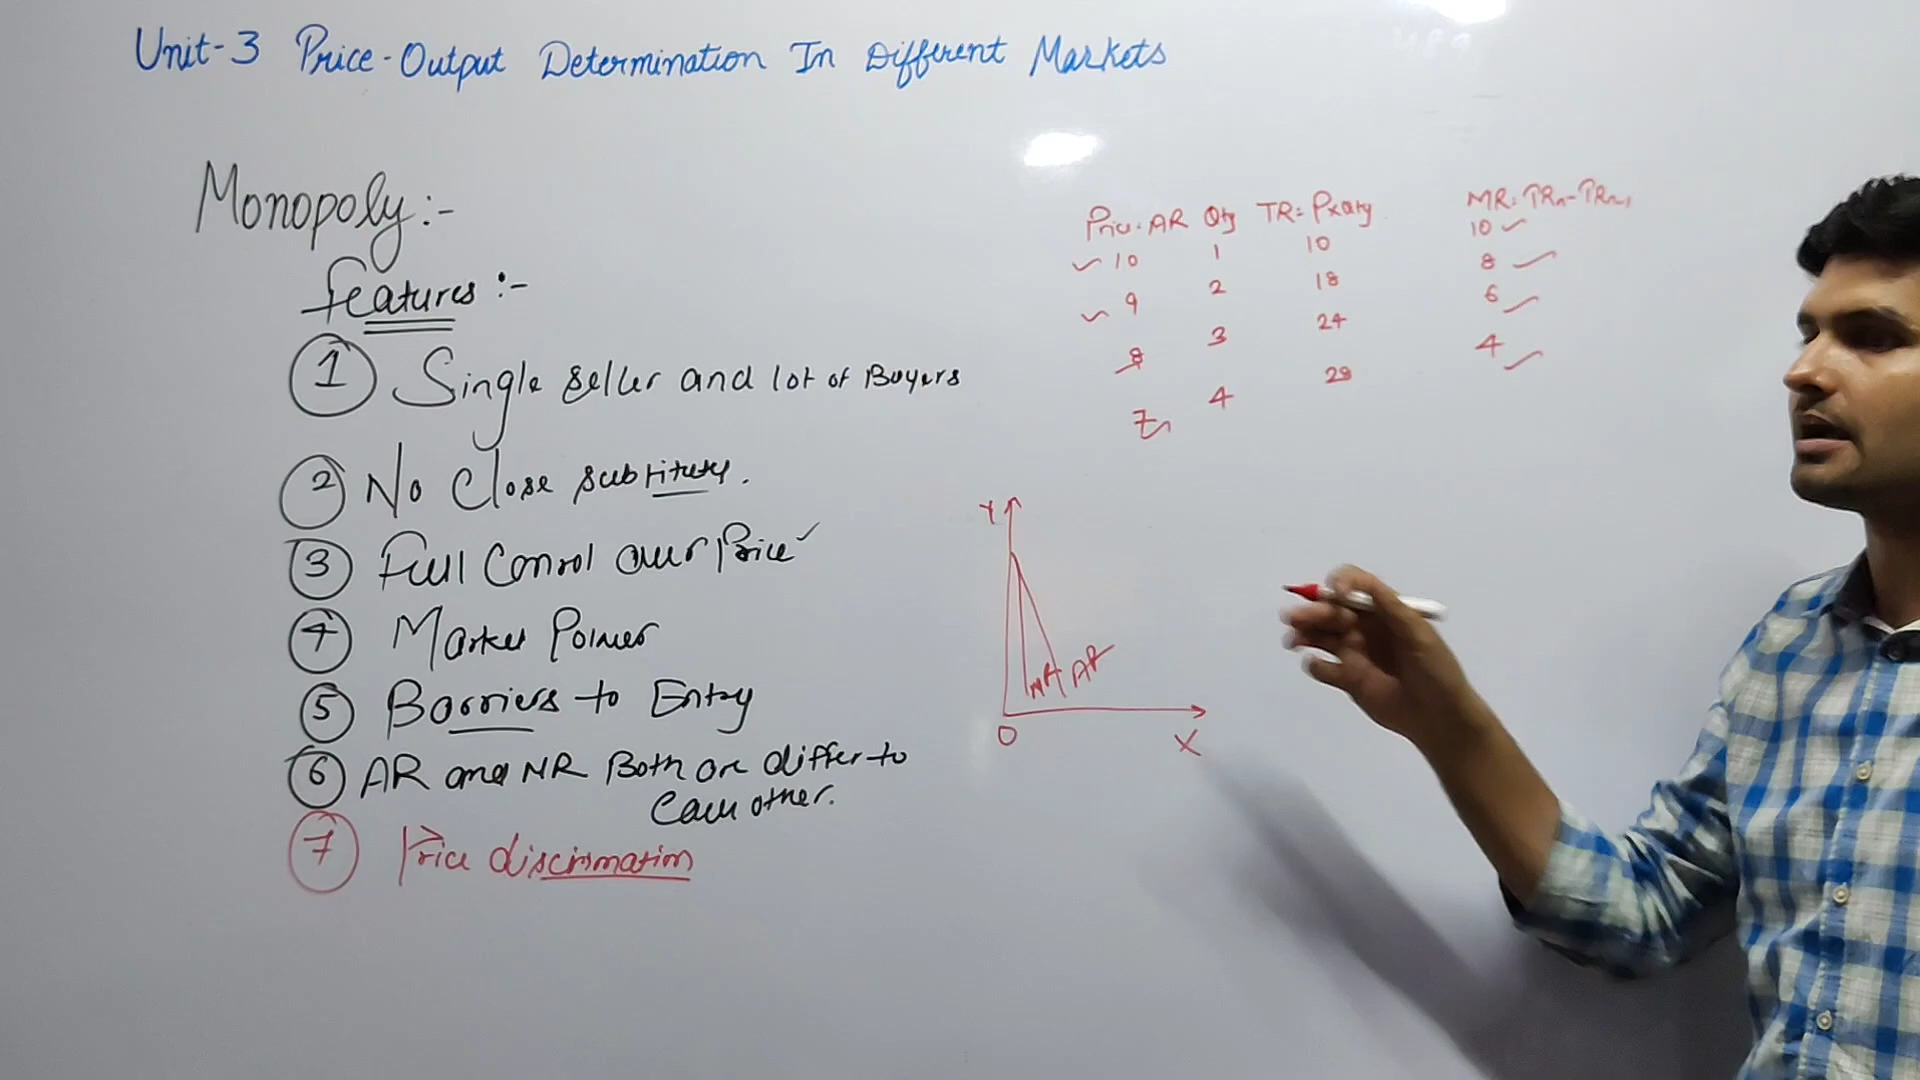 Unit-3 Price-Output Determination In Different Markets
Monopoly:-
features:-
1 Single seller and lot of Buyers
2 No Close substitutes.
3 Full Control over Price
4 Market Power
5 Barriers to Entry
6 AR and MR Both are differ to
Each other.
7 Price discrimation
Price=AR Qty TR=PxQty MR=TRn-TRn-1
10 1 10 10
9 2 18 8
8 3 24 6
7 4 28 4
Y
MR AR
O
X